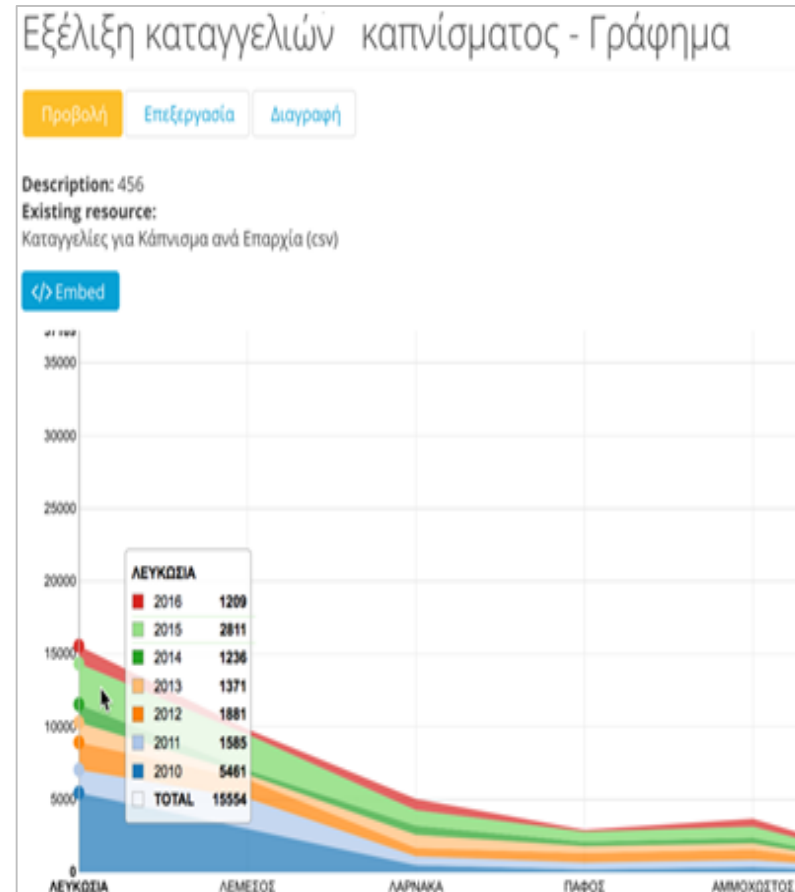 Εξέλιξη καταγγελιών καπνίσματος - Γράφημα
Προβολή Επεξεργασία Διαγραφή
Description: 456
Existing resource:
Καταγγελίες για Κάπνισμα ανά Επαρχία (csv)
</> Embed
35000
30000
25000
20000
15000
10000
5000
0
ΛΕΥΚΩΣΙΑ
2016 1209
2015 2811
2014 1236
2013 1371
2012 1881
2011 1585
2010 5461
TOTAL 15554
ΛΕΥΚΩΣΙΑ ΛΕΜΕΣΟΣ ΛΑΡΝΑΚΑ ΠΑΦΟΣ ΑΜΜΟΧΩΣΤΟΣ